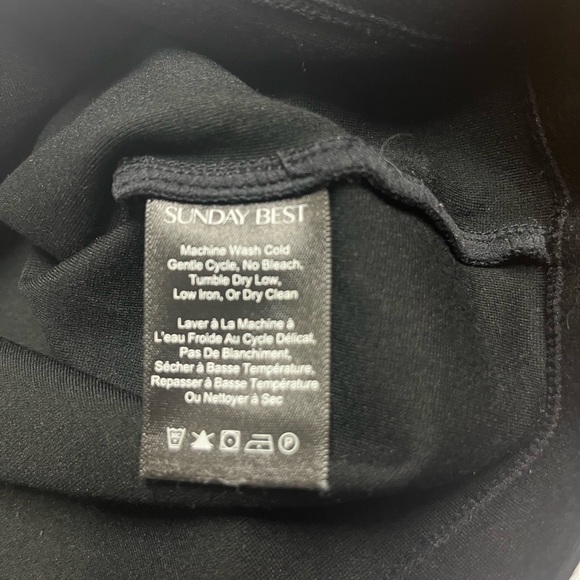 SUNDAY BEST
Machine Wash Cold
Gentle Cycle, No Bleach,
Tumble Dry Low,
Low Iron, Or Dry Clean
Laver à La Machine à
L'eau Froide Au Cycle Délicat,
Pas De Blanchiment,
Sécher à Basse Température,
Repasser à Basse Température
Ou Nettoyer à Sec